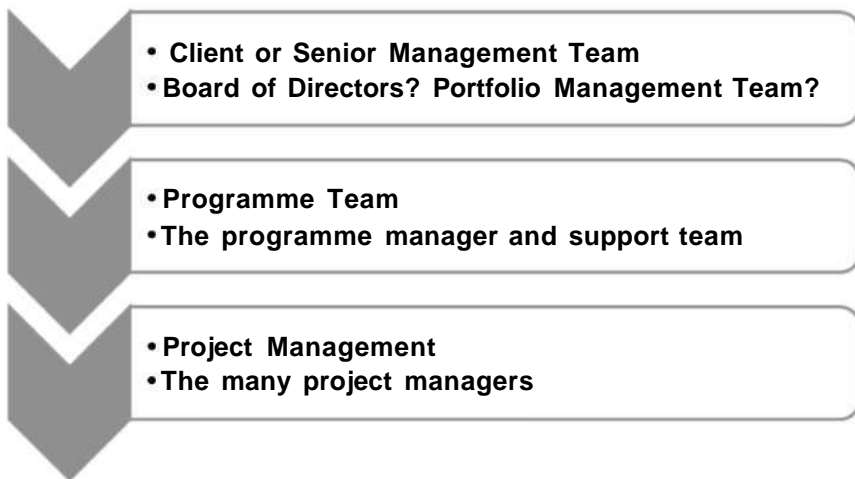 • Client or Senior Management Team
• Board of Directors? Portfolio Management Team?
• Programme Team
• The programme manager and support team
• Project Management
• The many project managers